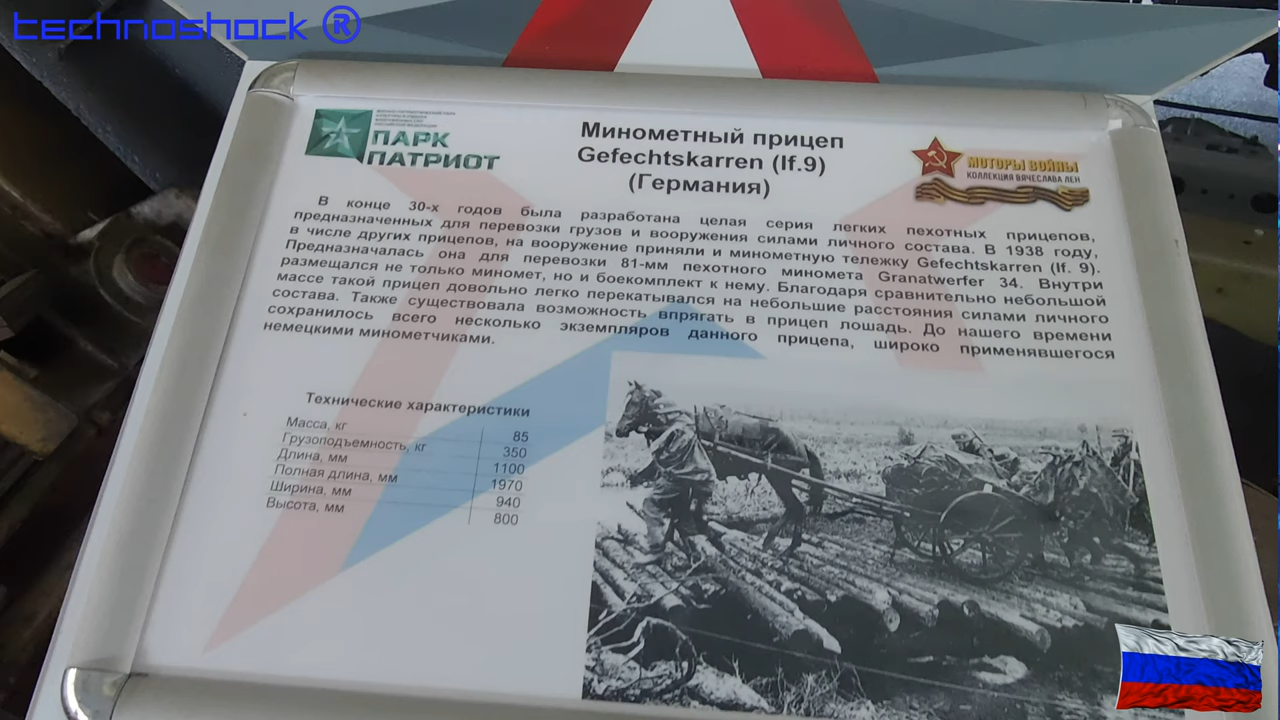 technoshock ®
ПАРК
ПАТРИОТ
Минометный прицеп
Gefechtskarren (If.9)
(Германия)
МОТОРЫ ВОЙНЫ
КОЛЛЕКЦИЯ ВЯЧЕСЛАВА ЛЕН
В конце 30-х годов была разработана целая серия легких пехотных прицепов,
предназначенных для перевозки грузов и вооружения силами личного состава. В 1938 году,
в числе других прицепов, на вооружение приняли и минометную тележку Gefechtskarren (If. 9).
Предназначалась она для перевозки 81-мм пехотного миномета Granatwerfer 34. Внутри
размещался не только миномет, но и боекомплект к нему. Благодаря сравнительно небольшой
массе такой прицеп довольно легко перекатывался на небольшие расстояния силами личного
состава. Также существовала возможность впрягать в прицеп лошадь. До нашего времени
сохранилось всего несколько экземпляров данного прицепа, широко применявшегося
немецкими минометчиками.
Технические характеристики
Масса, кг 85
Грузоподъемность, кг 350
Длина, мм 1100
Полная длина, мм 1970
Ширина, мм 940
Высота, мм 800